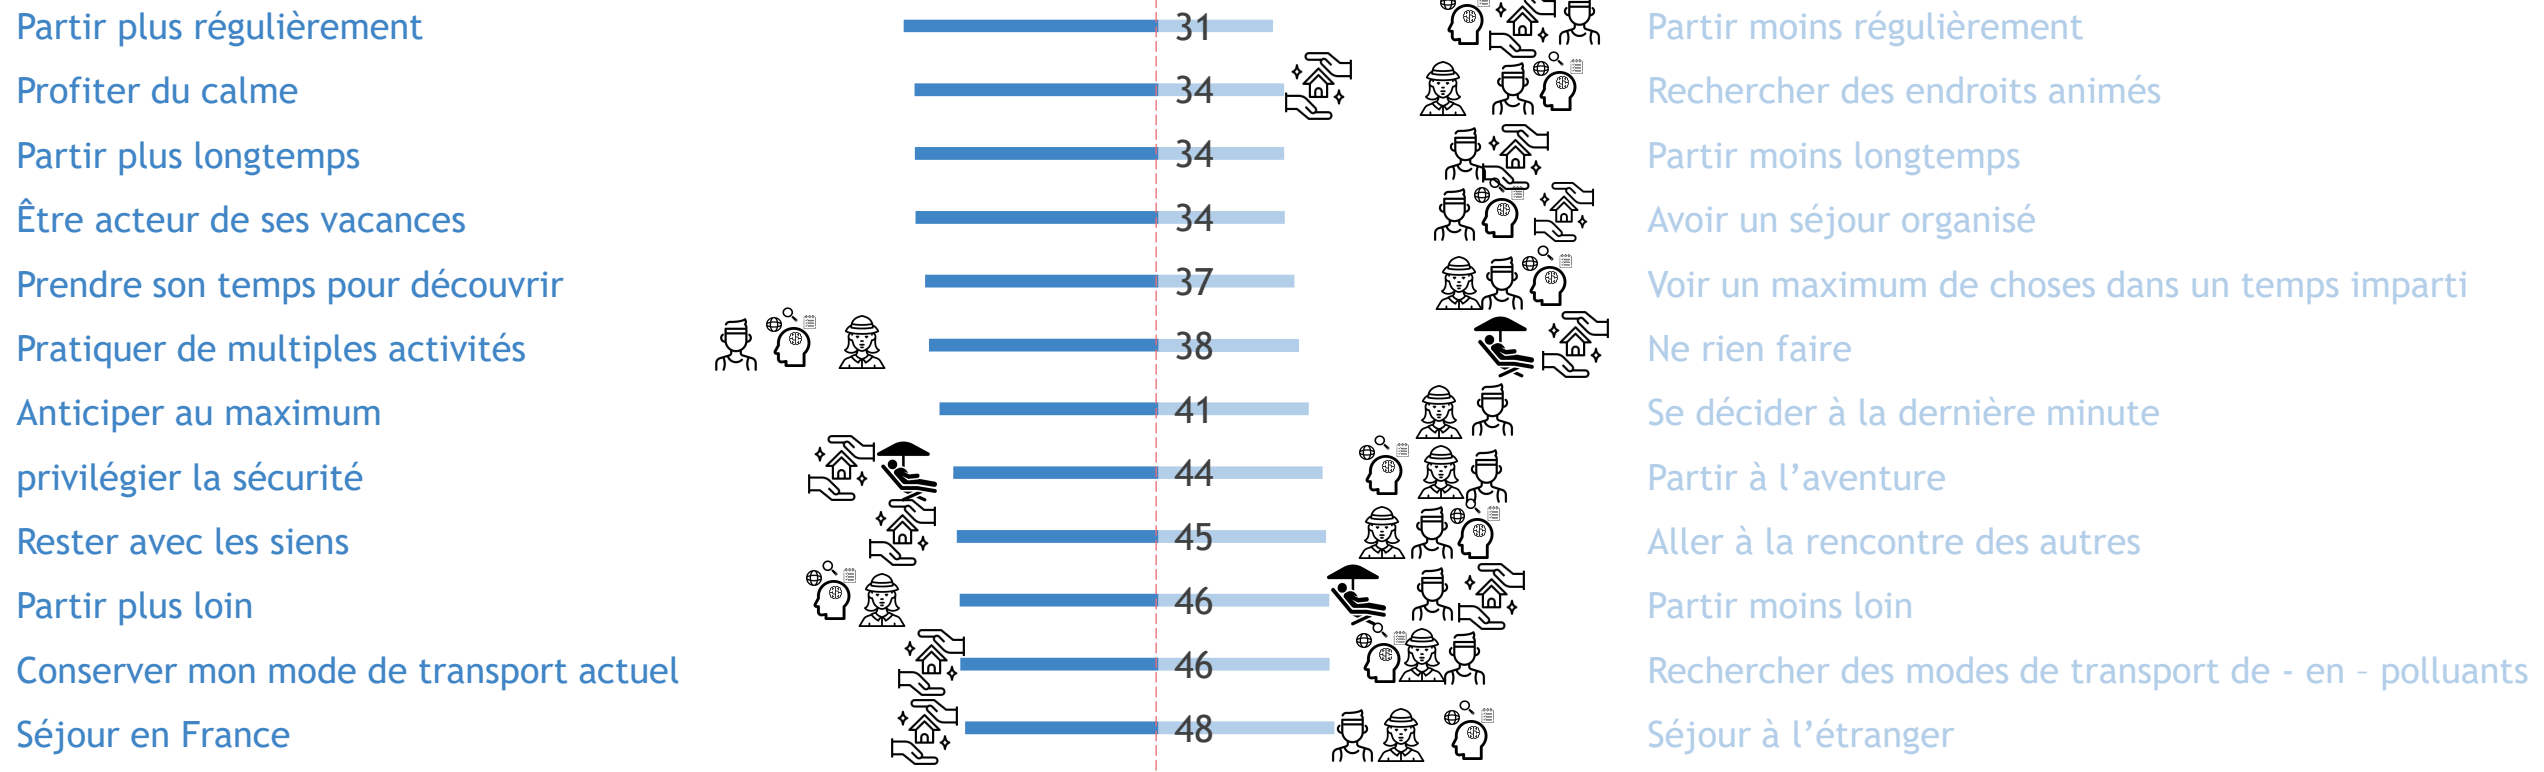 Partir plus régulièrement 31 Partir moins régulièrement
Profiter du calme 34 Rechercher des endroits animés
Partir plus longtemps 34 Partir moins longtemps
Être acteur de ses vacances 34 Avoir un séjour organisé
Prendre son temps pour découvrir 37 Voir un maximum de choses dans un temps imparti
Pratiquer de multiples activités 38 Ne rien faire
Anticiper au maximum 41 Se décider à la dernière minute
privilégier la sécurité 44 Partir à l’aventure
Rester avec les siens 45 Aller à la rencontre des autres
Partir plus loin 46 Partir moins loin
Conserver mon mode de transport actuel 46 Rechercher des modes de transport de - en – polluants
Séjour en France 48 Séjour à l’étranger